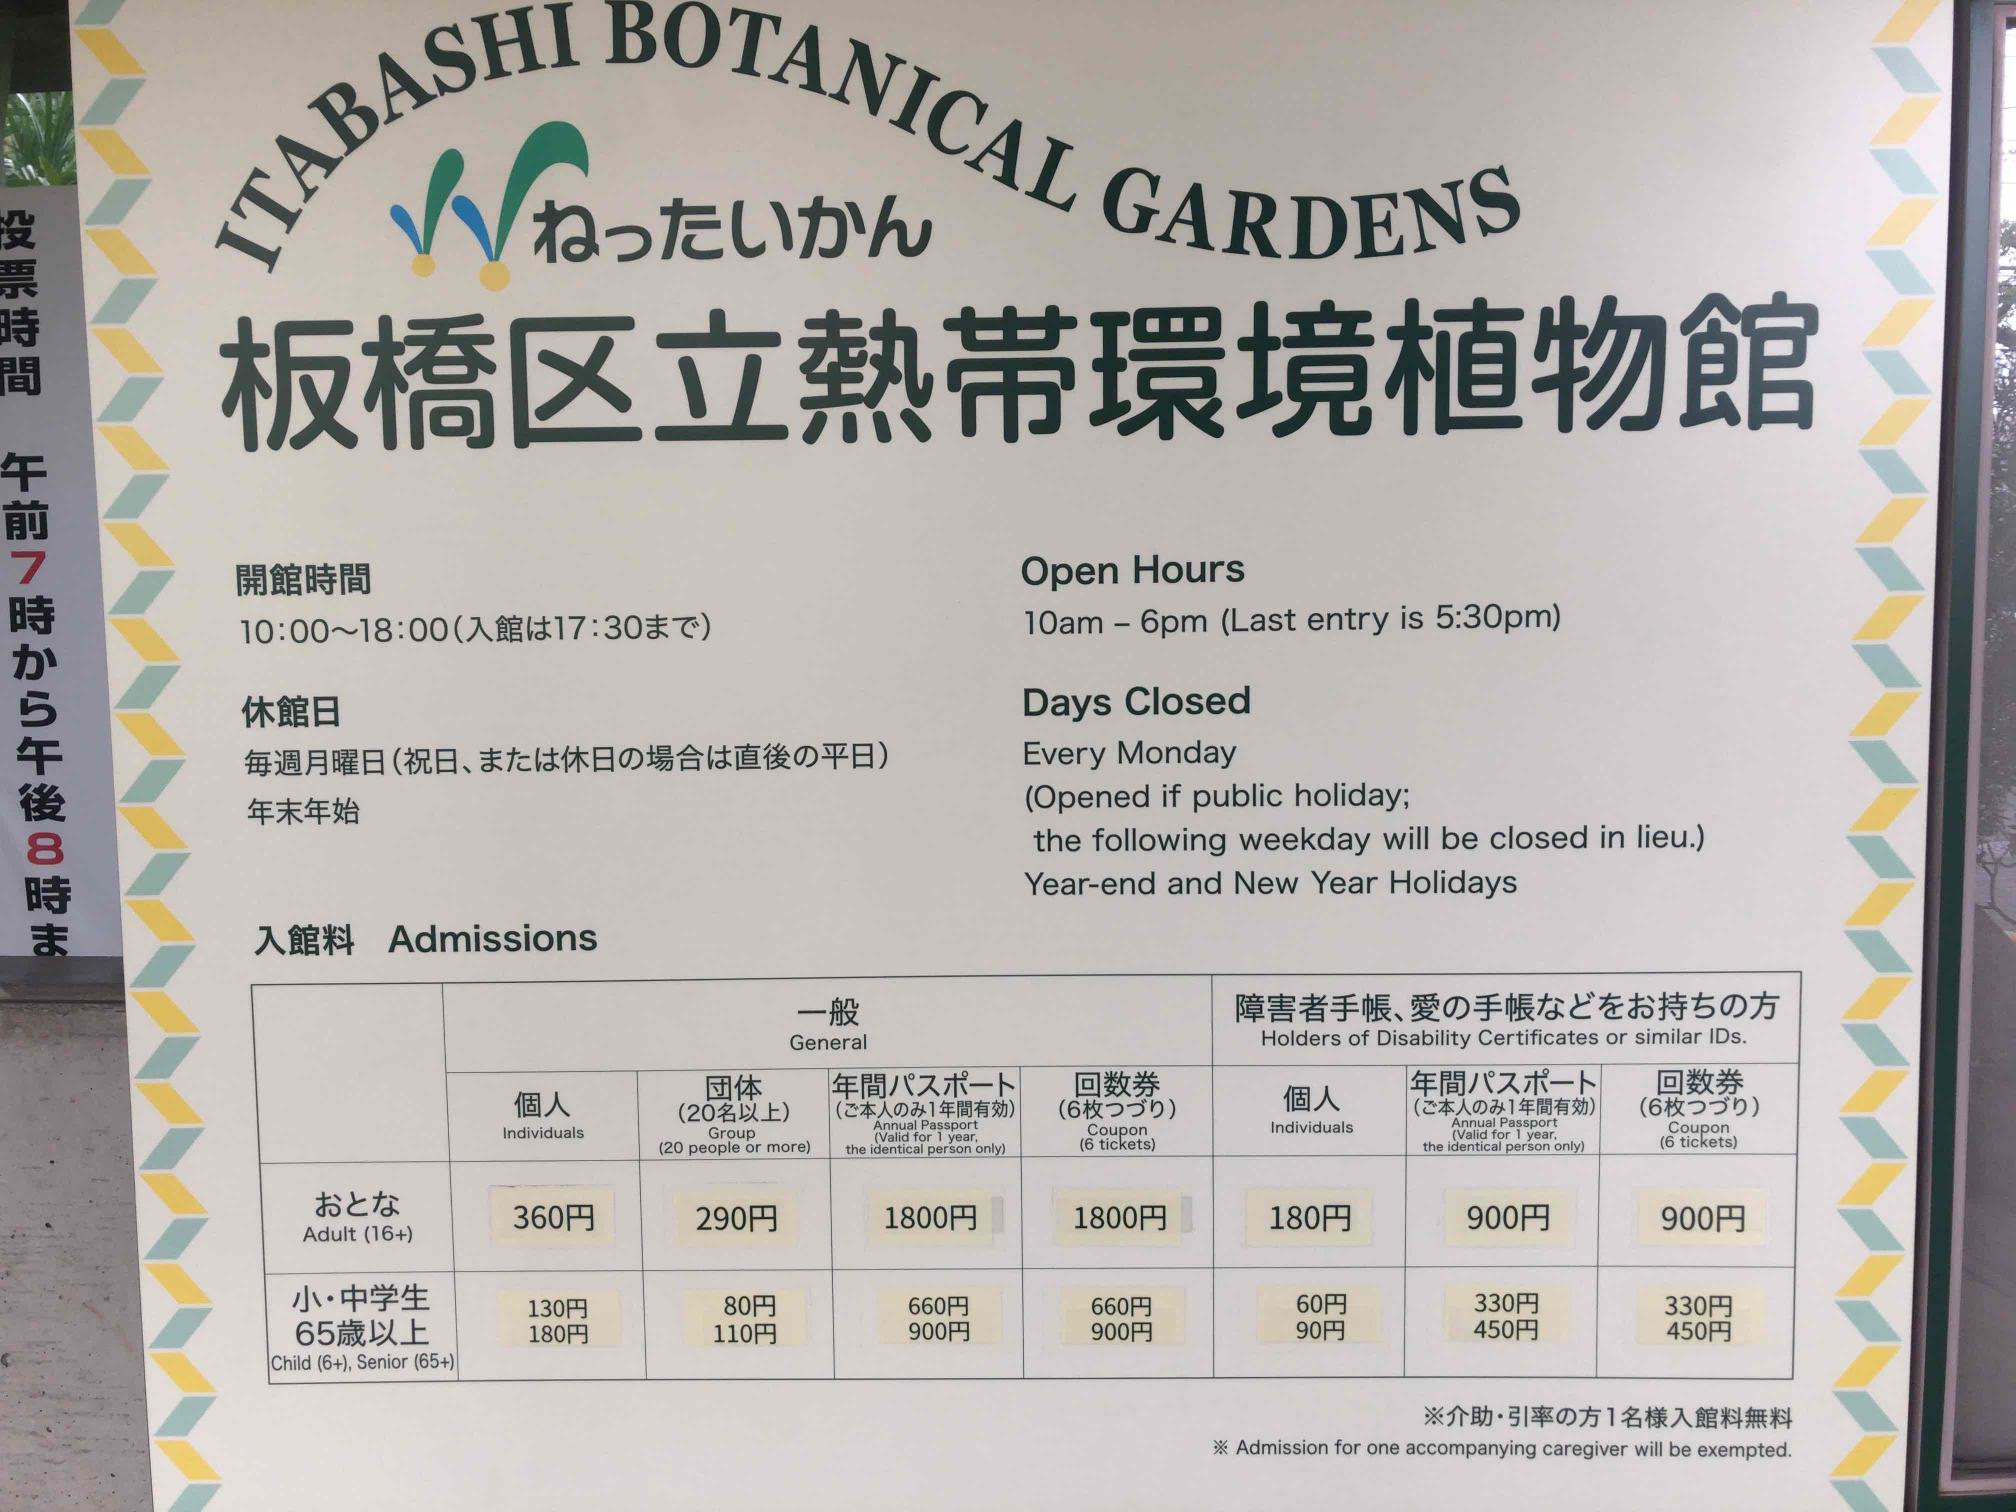 ITABASHI BOTANICAL GARDENS
ねったいかん
板橋区立熱帯環境植物館
開館時間
10:00〜18:00(入館は17:30まで)
休館日
毎週月曜日(祝日、または休日の場合は直後の平日)
年末年始
Open Hours
10am – 6pm (Last entry is 5:30pm)
Days Closed
Every Monday
(Opened if public holiday;
the following weekday will be closed in lieu.)
Year-end and New Year Holidays
入館料 Admissions
一般
General
障害者手帳、愛の手帳などをお持ちの方
Holders of Disability Certificates or similar IDs.
個人
Individuals
団体
(20名以上)
Group
(20 people or more)
年間パスポート
(ご本人のみ1年間有効)
Annual Passport
(Valid for 1 year,
the identical person only)
回数券
(6枚つづり)
Coupon
(6 tickets)
個人
Individuals
年間パスポート
(ご本人のみ1年間有効)
Annual Passport
(Valid for 1 year,
the identical person only)
回数券
(6枚つづり)
Coupon
(6 tickets)
おとな
Adult (16+)
360円 290円 1800円 1800円 180円 900円 900円
小・中学生
65歳以上
Child (6+), Senior (65+)
130円 80円 660円 660円 60円 330円 330円
180円 110円 900円 900円 90円 450円 450円
※介助・引率の方1名様入館料無料
※ Admission for one accompanying caregiver will be exempted.
投票時間 午前7時から午後8時ま